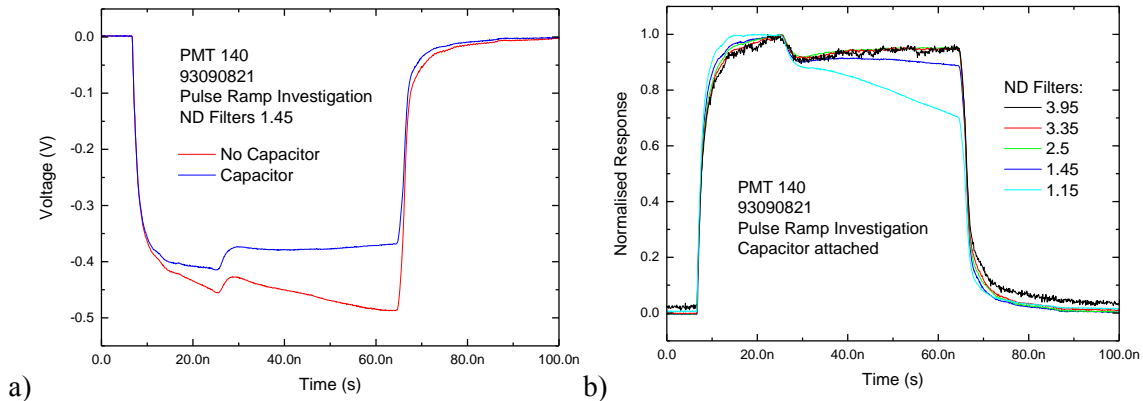 0.0
-0.1
-0.2
-0.3
-0.4
-0.5
Voltage (V)
PMT 140
93090821
Pulse Ramp Investigation
ND Filters 1.45
No Capacitor
Capacitor
0.0 20.0n 40.0n 60.0n 80.0n 100.0n
Time (s)
a)
1.0
0.8
0.6
0.4
0.2
0.0
Normalised Response
ND Filters:
3.95
3.35
2.5
1.45
1.15
PMT 140
93090821
Pulse Ramp Investigation
Capacitor attached
0.0 20.0n 40.0n 60.0n 80.0n 100.0n
Time (s)
b)